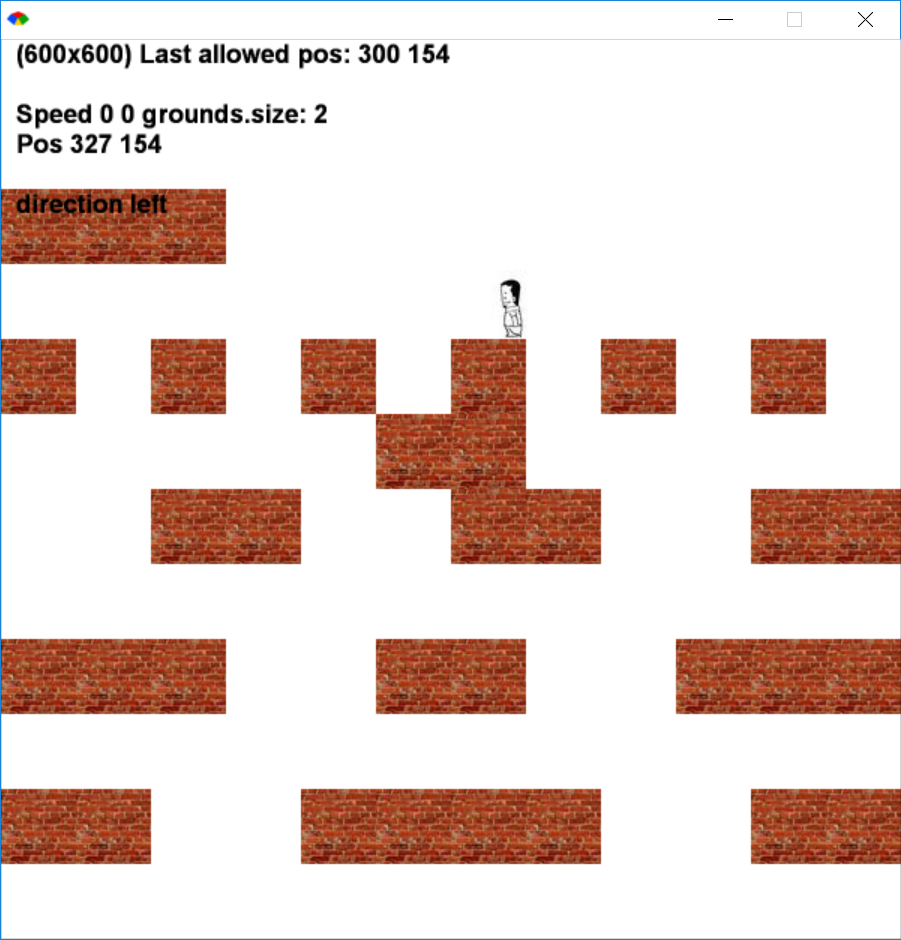 (600x600) Last allowed pos: 300 154
Speed 0 0 grounds.size: 2
Pos 327 154
direction left